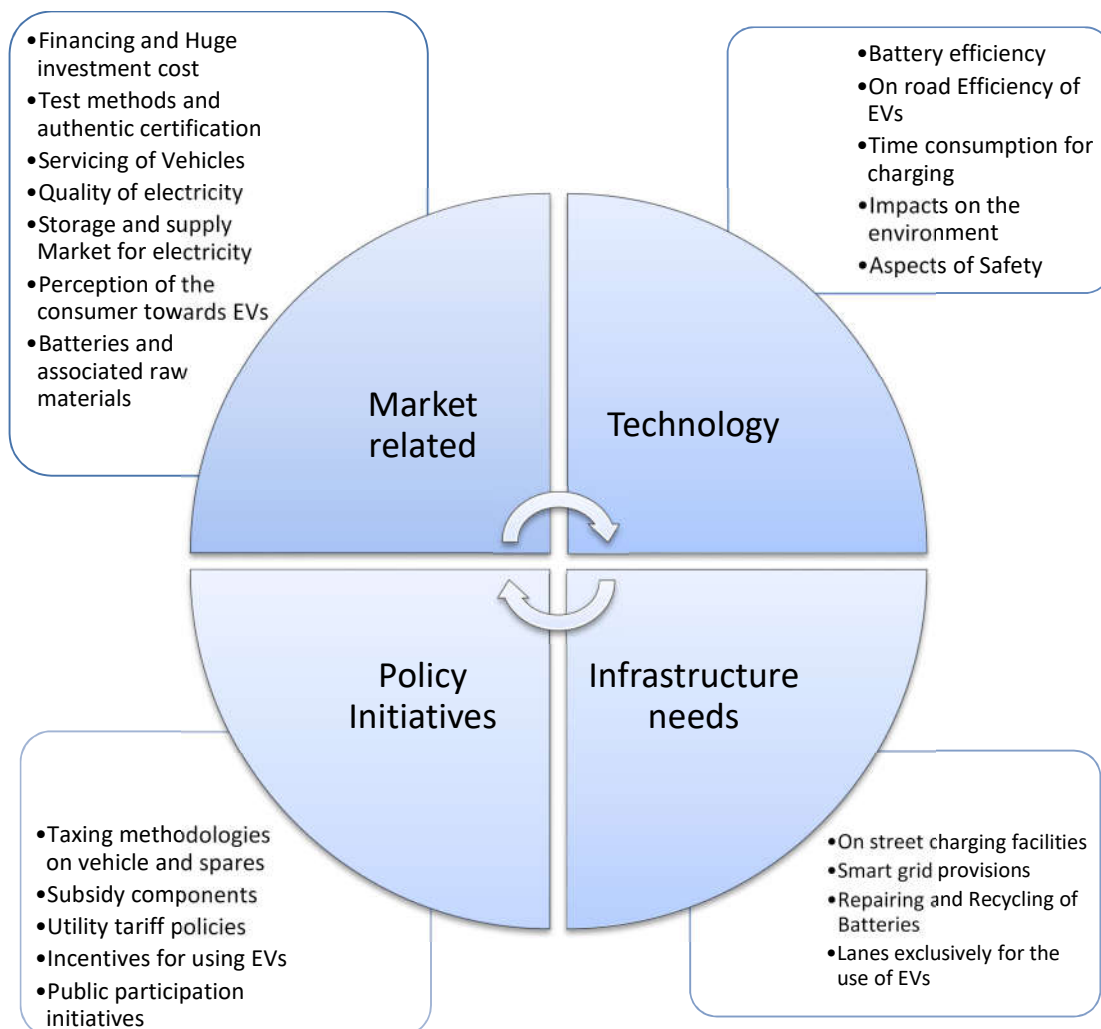 •Financing and Huge
investment cost
•Test methods and
authentic certification
•Servicing of Vehicles
•Quality of electricity
•Storage and supply
Market for electricity
•Perception of the
consumer towards EVs
•Batteries and
associated raw
materials
•Battery efficiency
•On road Efficiency of
EVs
•Time consumption for
charging
•Impacts on the
environment
•Aspects of Safety
Market
related
Technology
Policy
Initiatives
Infrastructure
needs
•Taxing methodologies
on vehicle and spares
•Subsidy components
•Utility tariff policies
•Incentives for using EVs
•Public participation
initiatives
•On street charging facilities
•Smart grid provisions
•Repairing and Recycling of
Batteries
•Lanes exclusively for the
use of EVs